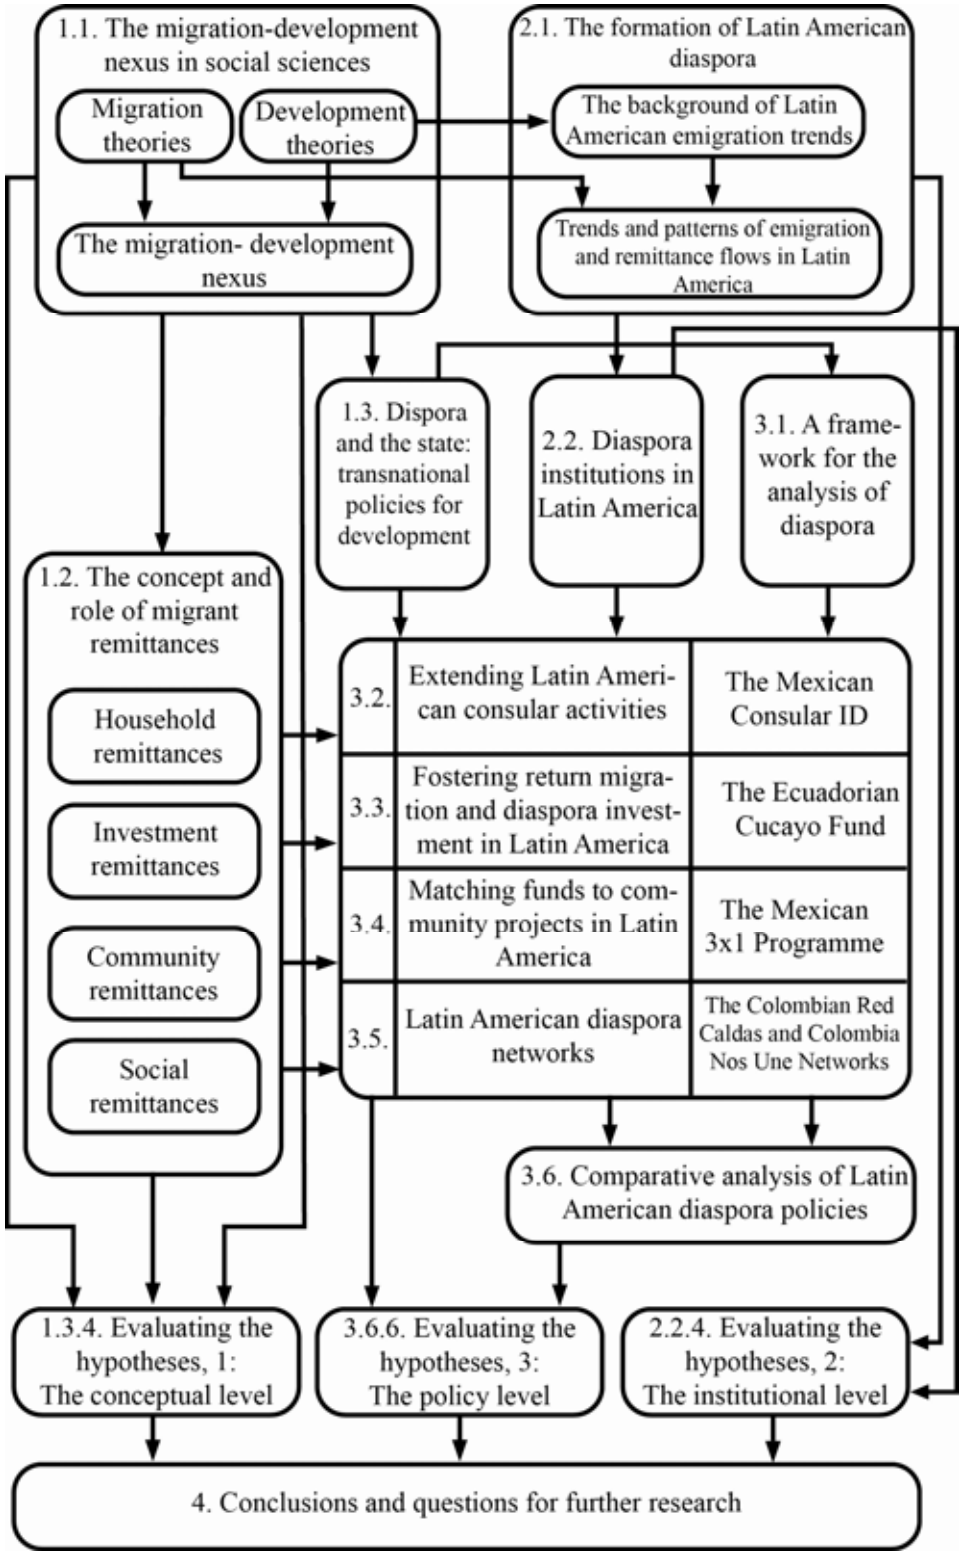 1.1. The migration-development
nexus in social sciences
Migration
theories
Development
theories
The migration- development
nexus
2.1. The formation of Latin American
diaspora
The background of Latin
American emigration trends
Trends and patterns of emigration
and remittance flows in Latin
America
1.3. Dispora
and the state:
transnational
policies for
development
2.2. Diaspora
institutions in
Latin America
3.1. A frame-
work for the
analysis of
diaspora
1.2. The concept and
role of migrant
remittances
Household
remittances
Investment
remittances
Community
remittances
Social
remittances
3.2.
Extending Latin Ameri-
can consular activities
The Mexican
Consular ID
3.3.
Fostering return migra-
tion and diaspora invest-
ment in Latin America
The Ecuadorian
Cucayo Fund
3.4.
Matching funds to com-
munity projects in Latin
America
The Mexican
3x1 Programme
3.5.
Latin American diaspora
networks
The Colombian Red
Caldas and Colombia
Nos Une Networks
3.6. Comparative analysis of Latin
American diaspora policies
1.3.4. Evaluating the
hypotheses, 1:
The conceptual level
3.6.6. Evaluating the
hypotheses, 3:
The policy level
2.2.4. Evaluating the
hypotheses, 2:
The institutional level
4. Conclusions and questions for further research